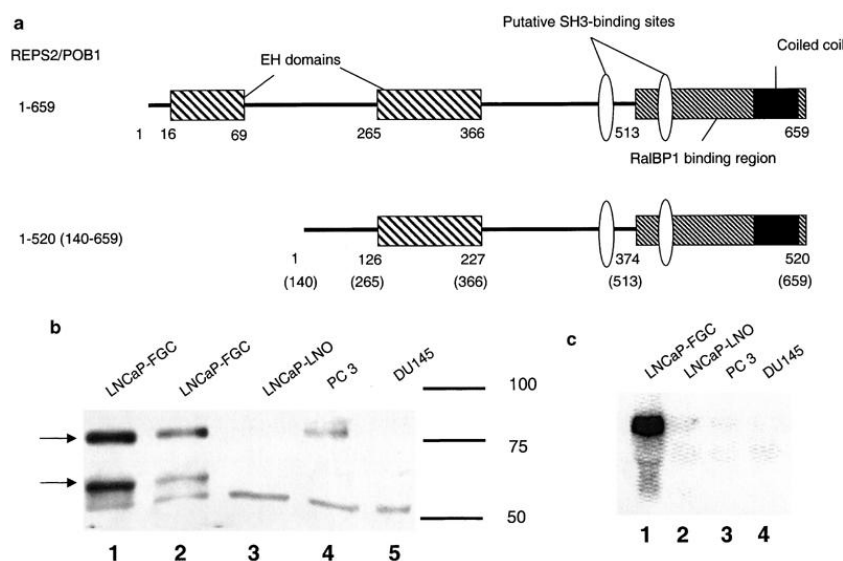 a
Putative SH3-binding sites
REPS2/POB1
EH domains
Coiled coil
1-659
1 16 69 265 366 513 659
RalBP1 binding region
1-520 (140-659)
1 126 227 374 520
(140) (265) (366) (513) (659)
b
LNCaP-FGC LNCaP-FGC LNCaP-LNO PC 3 DU145
100
75
50
1 2 3 4 5
c
LNCaP-FGC LNCaP-LNO PC 3 DU145
1 2 3 4